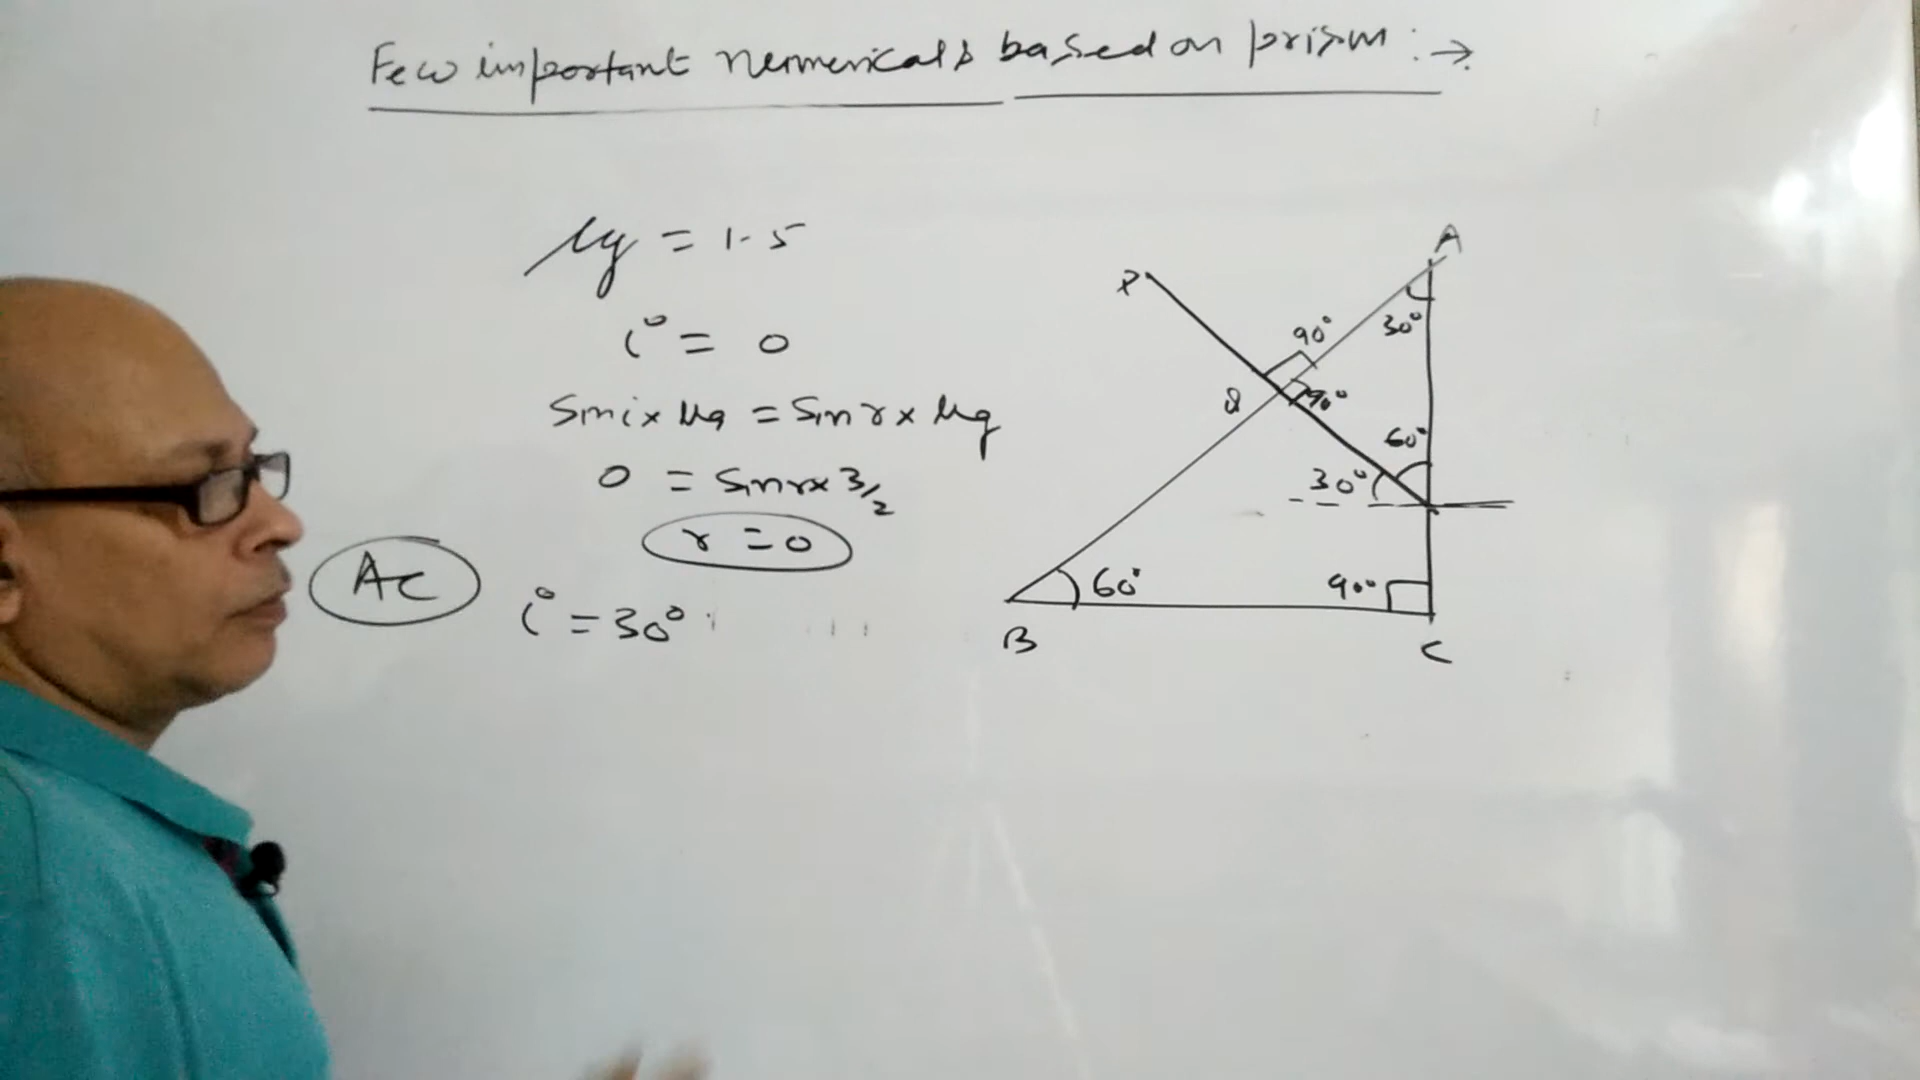 Few important numericals based on prism :→
μg = 1.5
i = 0
Sin i x μa = Sin r x μg
0 = Sin r x 3/2
r = 0
AC
i = 30°
A
P
90°
30°
Q
90°
60°
30°
60°
90°
B
C